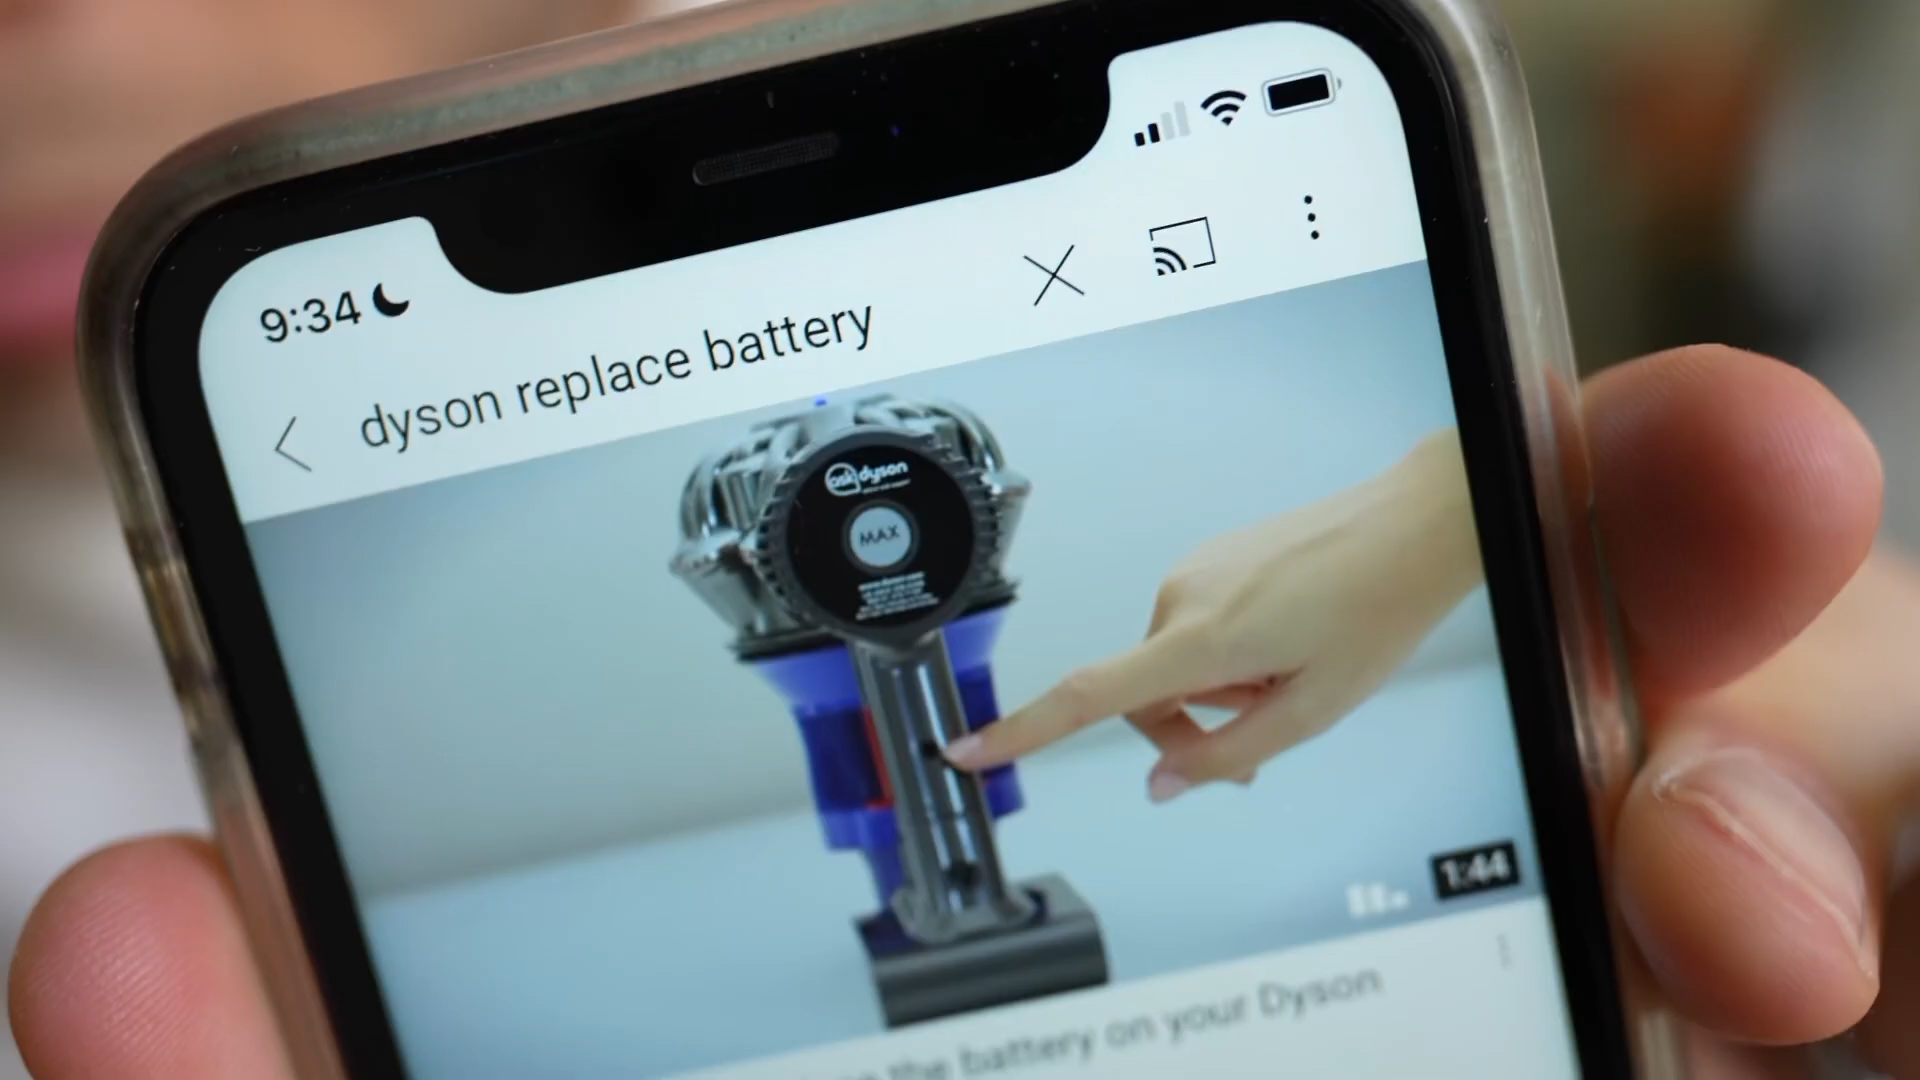 9:34
dyson replace battery
ask dyson
MAX
1:44
the battery on your Dyson